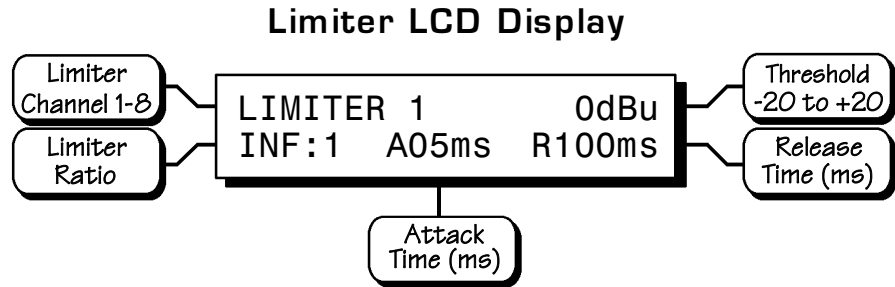 Limiter LCD Display
Limiter
Channel 1-8
Threshold
-20 to +20
LIMITER 1 0dBu
INF:1 A05ms R100ms
Limiter
Ratio
Release
Time (ms)
Attack
Time (ms)